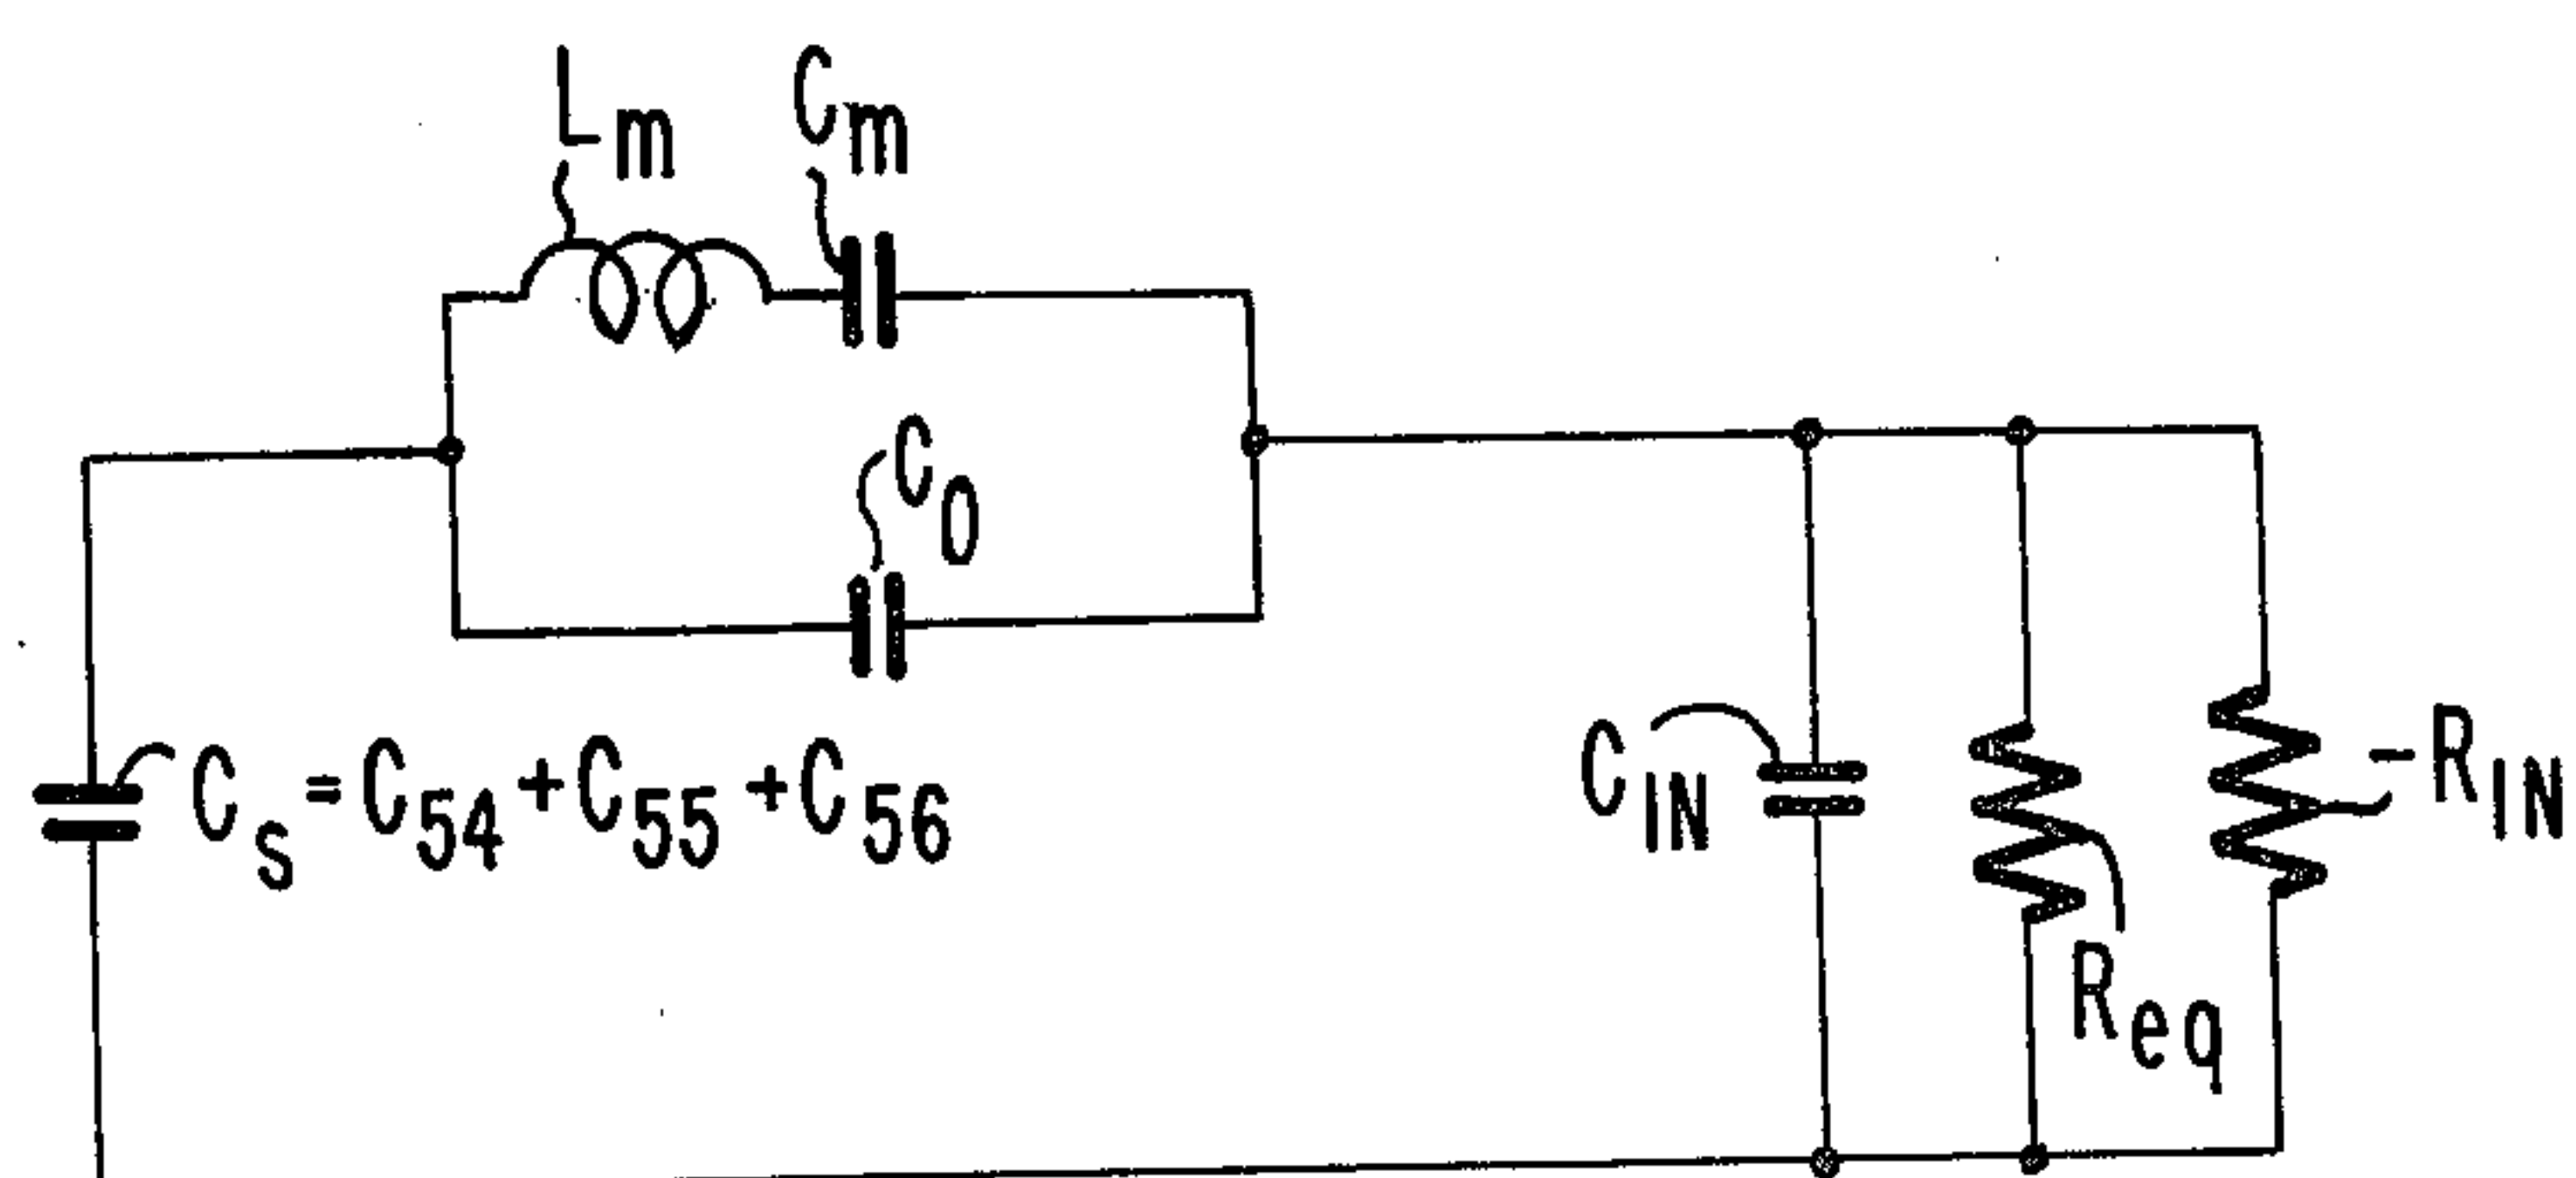 Lm
Cm
C0
Cs = C54 + C55 + C56
CIN
-RIN
Req